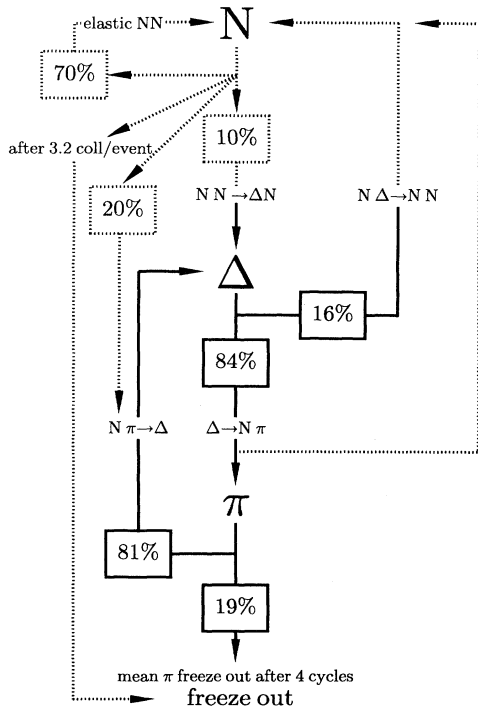 elastic NN
N
70%
after 3.2 coll/event
10%
20%
N N →ΔN
N Δ→N N
Δ
16%
84%
N π→Δ
Δ→N π
π
81%
19%
mean π freeze out after 4 cycles
freeze out